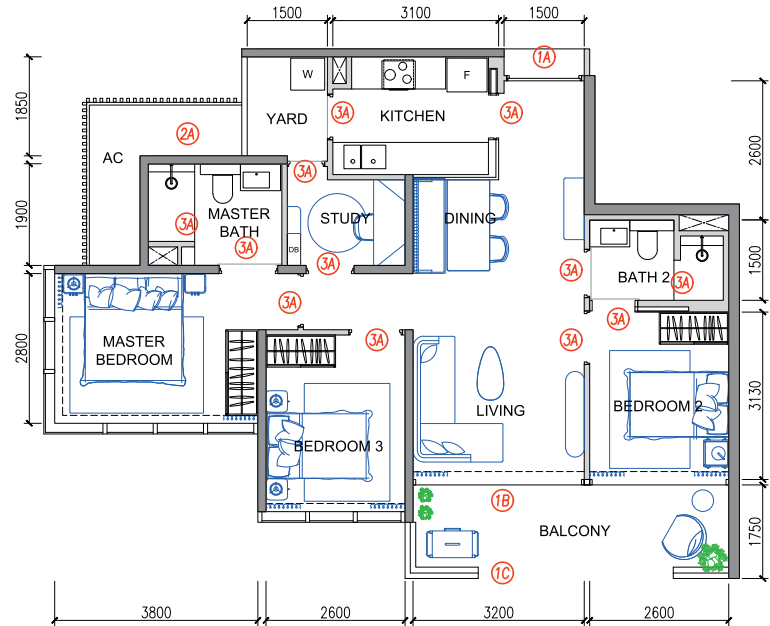 1500
3100
1500
1A
W
F
1850
YARD
3A
KITCHEN
3A
2600
2A
AC
3A
1900
MASTER
BATH
3A
3A
STUDY
DINING
DB
3A
3A
BATH 2
3A
1500
3A
3A
2800
MASTER
BEDROOM
3A
3A
3130
LIVING
BEDROOM 2
BEDROOM 3
1B
BALCONY
1750
1C
3800
2600
3200
2600